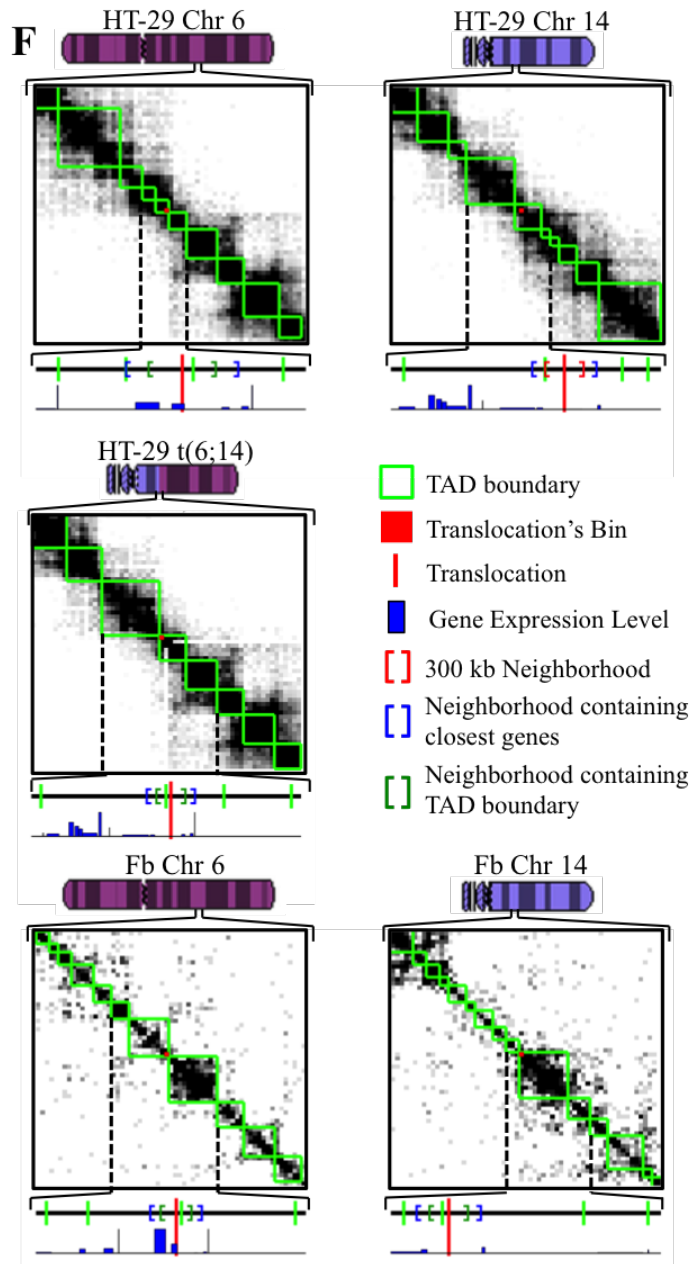 F
HT-29 Chr 6
HT-29 Chr 14
HT-29 t(6;14)
TAD boundary
Translocation's Bin
Translocation
Gene Expression Level
300 kb Neighborhood
Neighborhood containing
closest genes
Neighborhood containing
TAD boundary
Fb Chr 6
Fb Chr 14